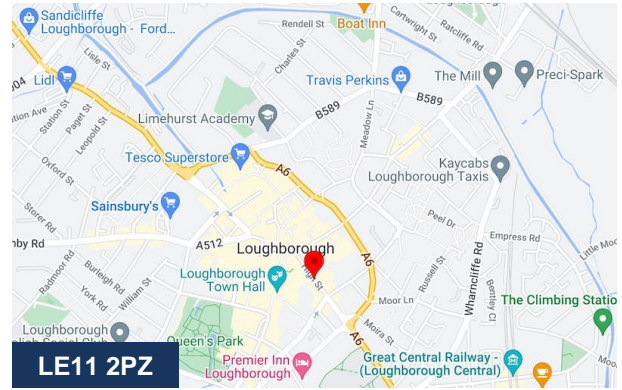 Sandicliffe
Loughborough - Ford...
Boat Inn
Rendell St
Cartwright St
Ratcliffe Rd
Lisle St
Charles St
Lidl
Travis Perkins
The Mill
Preci-Spark
Station St
Paget St
Leopold St
B589
B589
Limehurst Academy
Meadow Ln
Tesco Superstore
A6
Kaycabs
Loughborough Taxis
Oxford St
Sainsbury's
Storer Rd
Peel Dr
Empress Rd
A512
Loughborough
A6
Radmoor Rd
Burleigh Rd
York Rd
William St
Loughborough
Town Hall
High St
Russell St
Wharncliffe Rd
Bentley Cl
Moor Ln
Moira St
The Climbing Statio
Loughborough
Queen's Park
A6
Premier Inn
Loughborough
Great Central Railway -
(Loughborough Central)
LE11 2PZ